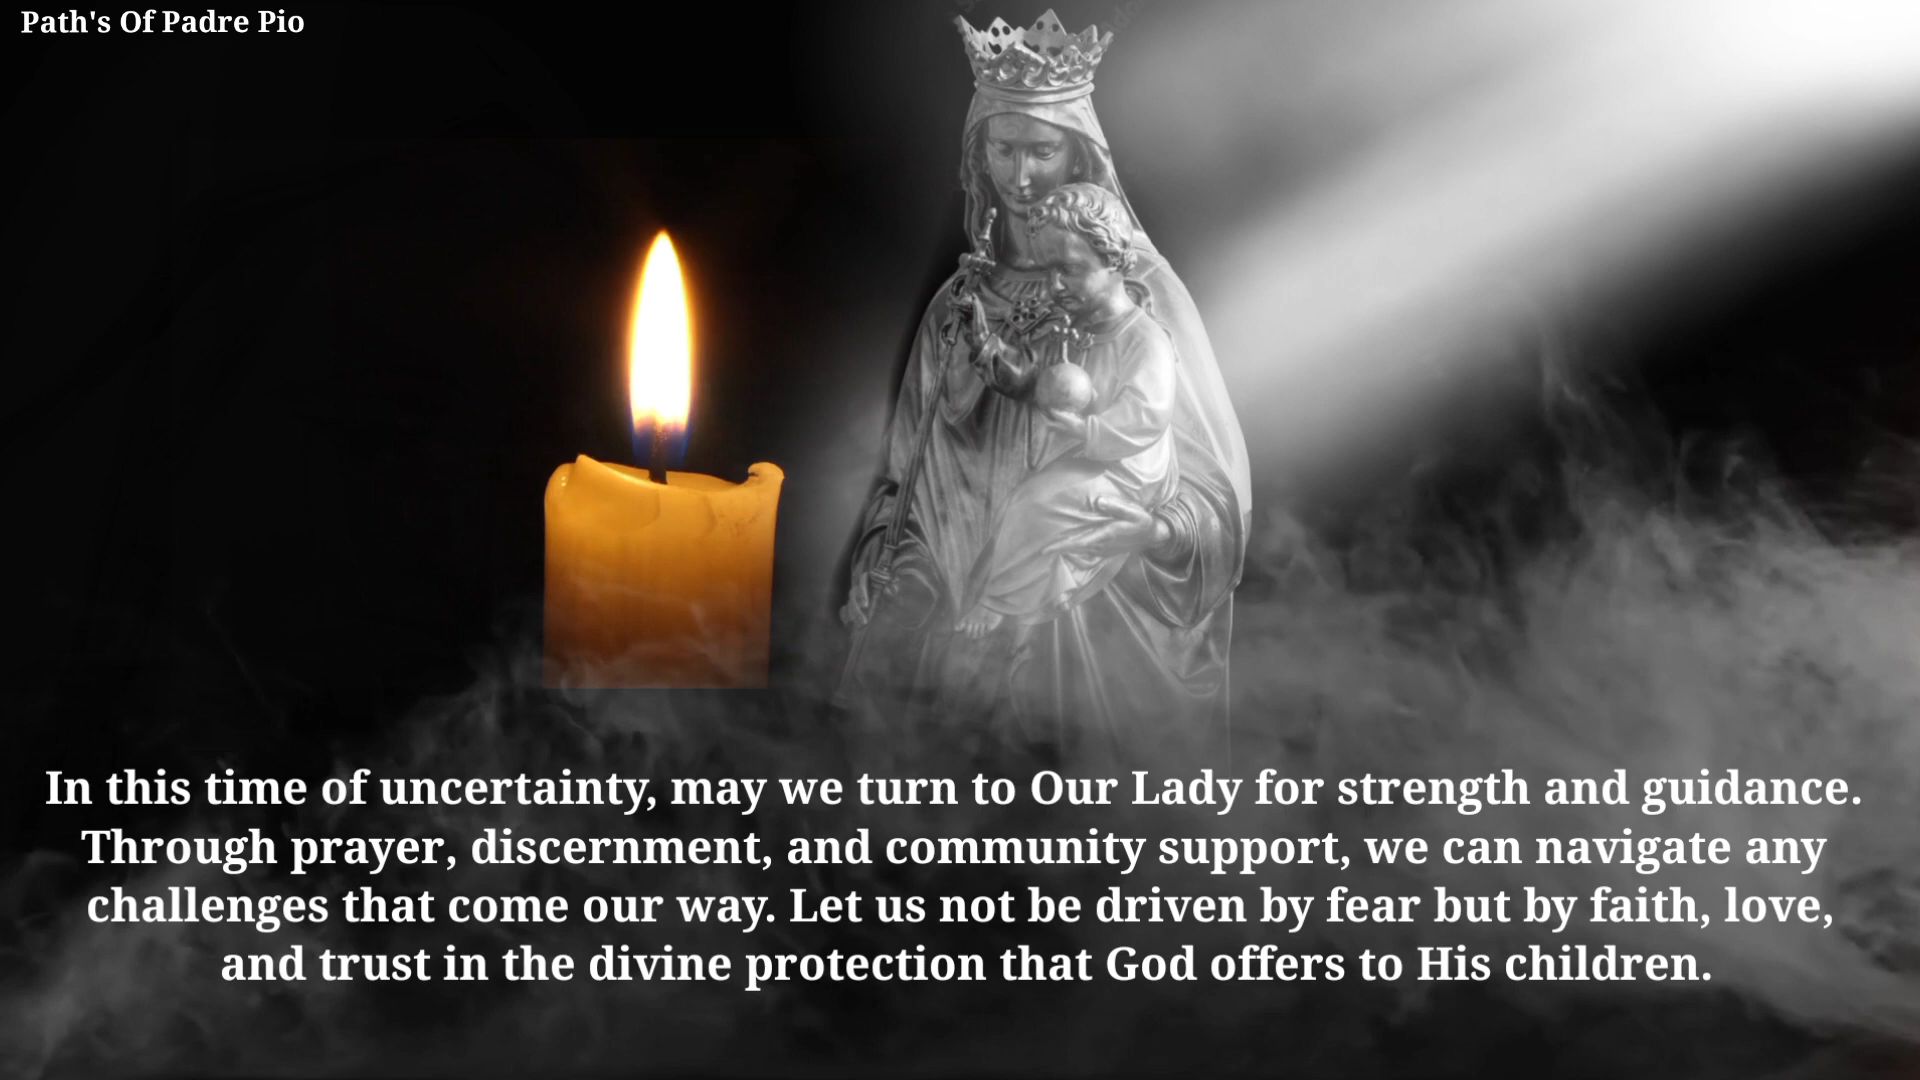 Path's Of Padre Pio
In this time of uncertainty, may we turn to Our Lady for strength and guidance.
Through prayer, discernment, and community support, we can navigate any
challenges that come our way. Let us not be driven by fear but by faith, love,
and trust in the divine protection that God offers to His children.